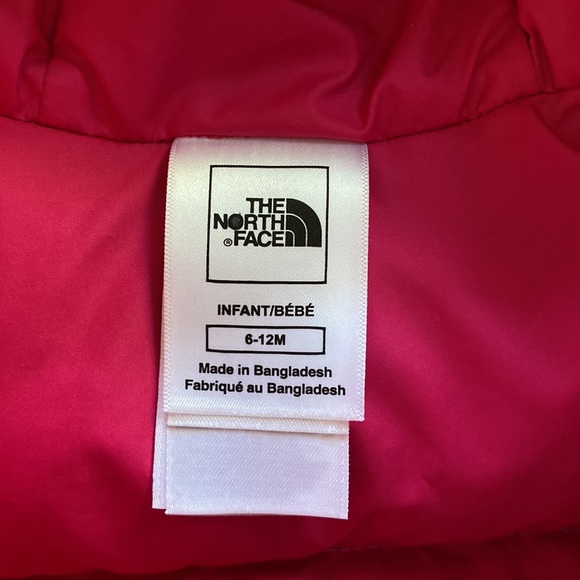 THE
NORTH
® FACE
INFANT/BÉBÉ
6-12M
Made in Bangladesh
Fabriqué au Bangladesh